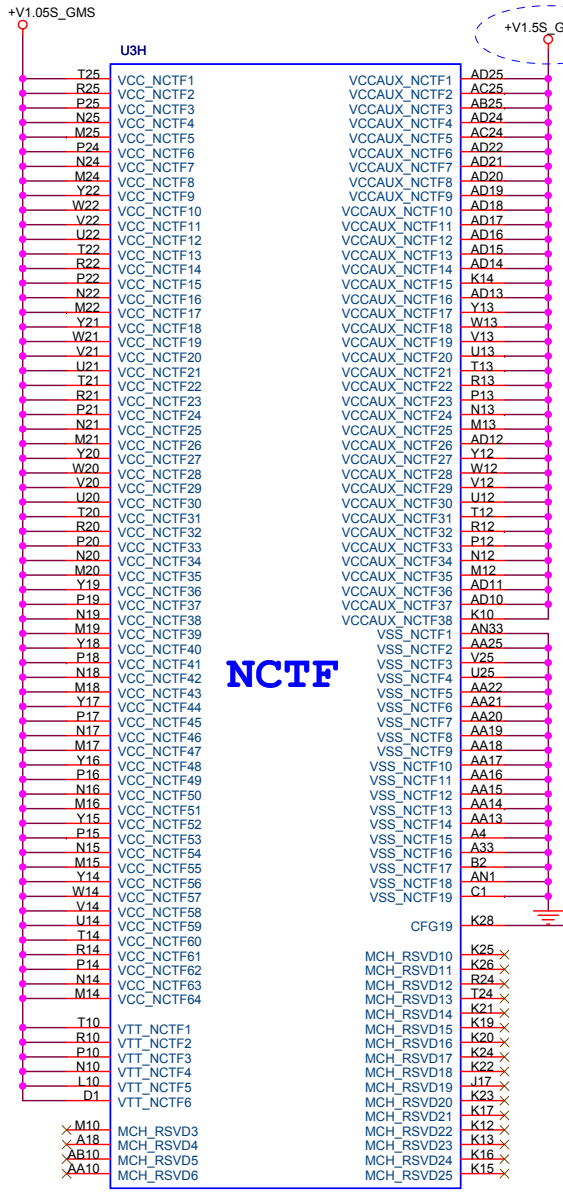 +V1.05S_GMS
+V1.5S_G
U3H
T25 VCC_NCTF1 VCCAUX_NCTF1 AD25
R25 VCC_NCTF2 VCCAUX_NCTF2 AC25
P25 VCC_NCTF3 VCCAUX_NCTF3 AB25
N25 VCC_NCTF4 VCCAUX_NCTF4 AD24
M25 VCC_NCTF5 VCCAUX_NCTF5 AC24
P24 VCC_NCTF6 VCCAUX_NCTF6 AD22
N24 VCC_NCTF7 VCCAUX_NCTF7 AD21
M24 VCC_NCTF8 VCCAUX_NCTF8 AD20
Y22 VCC_NCTF9 VCCAUX_NCTF9 AD19
W22 VCC_NCTF10 VCCAUX_NCTF10 AD18
V22 VCC_NCTF11 VCCAUX_NCTF11 AD17
U22 VCC_NCTF12 VCCAUX_NCTF12 AD16
T22 VCC_NCTF13 VCCAUX_NCTF13 AD15
R22 VCC_NCTF14 VCCAUX_NCTF14 AD14
P22 VCC_NCTF15 VCCAUX_NCTF15 K14
N22 VCC_NCTF16 VCCAUX_NCTF16 AD13
M22 VCC_NCTF17 VCCAUX_NCTF17 Y13
Y21 VCC_NCTF18 VCCAUX_NCTF18 W13
W21 VCC_NCTF19 VCCAUX_NCTF19 V13
V21 VCC_NCTF20 VCCAUX_NCTF20 U13
U21 VCC_NCTF21 VCCAUX_NCTF21 T13
T21 VCC_NCTF22 VCCAUX_NCTF22 R13
R21 VCC_NCTF23 VCCAUX_NCTF23 P13
P21 VCC_NCTF24 VCCAUX_NCTF24 N13
N21 VCC_NCTF25 VCCAUX_NCTF25 M13
M21 VCC_NCTF26 VCCAUX_NCTF26 AD12
Y20 VCC_NCTF27 VCCAUX_NCTF27 Y12
W20 VCC_NCTF28 VCCAUX_NCTF28 W12
V20 VCC_NCTF29 VCCAUX_NCTF29 V12
U20 VCC_NCTF30 VCCAUX_NCTF30 U12
T20 VCC_NCTF31 VCCAUX_NCTF31 T12
R20 VCC_NCTF32 VCCAUX_NCTF32 R12
P20 VCC_NCTF33 VCCAUX_NCTF33 P12
N20 VCC_NCTF34 VCCAUX_NCTF34 N12
M20 VCC_NCTF35 VCCAUX_NCTF35 M12
Y19 VCC_NCTF36 VCCAUX_NCTF36 AD11
P19 VCC_NCTF37 VCCAUX_NCTF37 AD10
N19 VCC_NCTF38 VCCAUX_NCTF38 K10
M19 VCC_NCTF39 VSS_NCTF1 AN33
Y18 VCC_NCTF40 VSS_NCTF2 AA25
P18 VCC_NCTF41 VSS_NCTF3 V25
N18 VCC_NCTF42 VSS_NCTF4 U25
NCTF
M18 VCC_NCTF43 VSS_NCTF5 AA22
Y17 VCC_NCTF44 VSS_NCTF6 AA21
P17 VCC_NCTF45 VSS_NCTF7 AA20
N17 VCC_NCTF46 VSS_NCTF8 AA19
M17 VCC_NCTF47 VSS_NCTF9 AA18
Y16 VCC_NCTF48 VSS_NCTF10 AA17
P16 VCC_NCTF49 VSS_NCTF11 AA16
N16 VCC_NCTF50 VSS_NCTF12 AA15
M16 VCC_NCTF51 VSS_NCTF13 AA14
Y15 VCC_NCTF52 VSS_NCTF14 AA13
P15 VCC_NCTF53 VSS_NCTF15 A4
N15 VCC_NCTF54 VSS_NCTF16 A33
M15 VCC_NCTF55 VSS_NCTF17 B2
Y14 VCC_NCTF56 VSS_NCTF18 AN1
W14 VCC_NCTF57 VSS_NCTF19 C1
V14 VCC_NCTF58
U14 VCC_NCTF59 CFG19 K28
T14 VCC_NCTF60
R14 VCC_NCTF61 MCH_RSVD10 K25
P14 VCC_NCTF62 MCH_RSVD11 K26
N14 VCC_NCTF63 MCH_RSVD12 R24
M14 VCC_NCTF64 MCH_RSVD13 T24
MCH_RSVD14 K21
T10 VTT_NCTF1 MCH_RSVD15 K19
R10 VTT_NCTF2 MCH_RSVD16 K20
P10 VTT_NCTF3 MCH_RSVD17 K24
N10 VTT_NCTF4 MCH_RSVD18 K22
L10 VTT_NCTF5 MCH_RSVD19 J17
D1 VTT_NCTF6 MCH_RSVD20 K23
MCH_RSVD21 K17
M10 MCH_RSVD3 MCH_RSVD22 K12
A18 MCH_RSVD4 MCH_RSVD23 K13
AB10 MCH_RSVD5 MCH_RSVD24 K16
AA10 MCH_RSVD6 MCH_RSVD25 K15